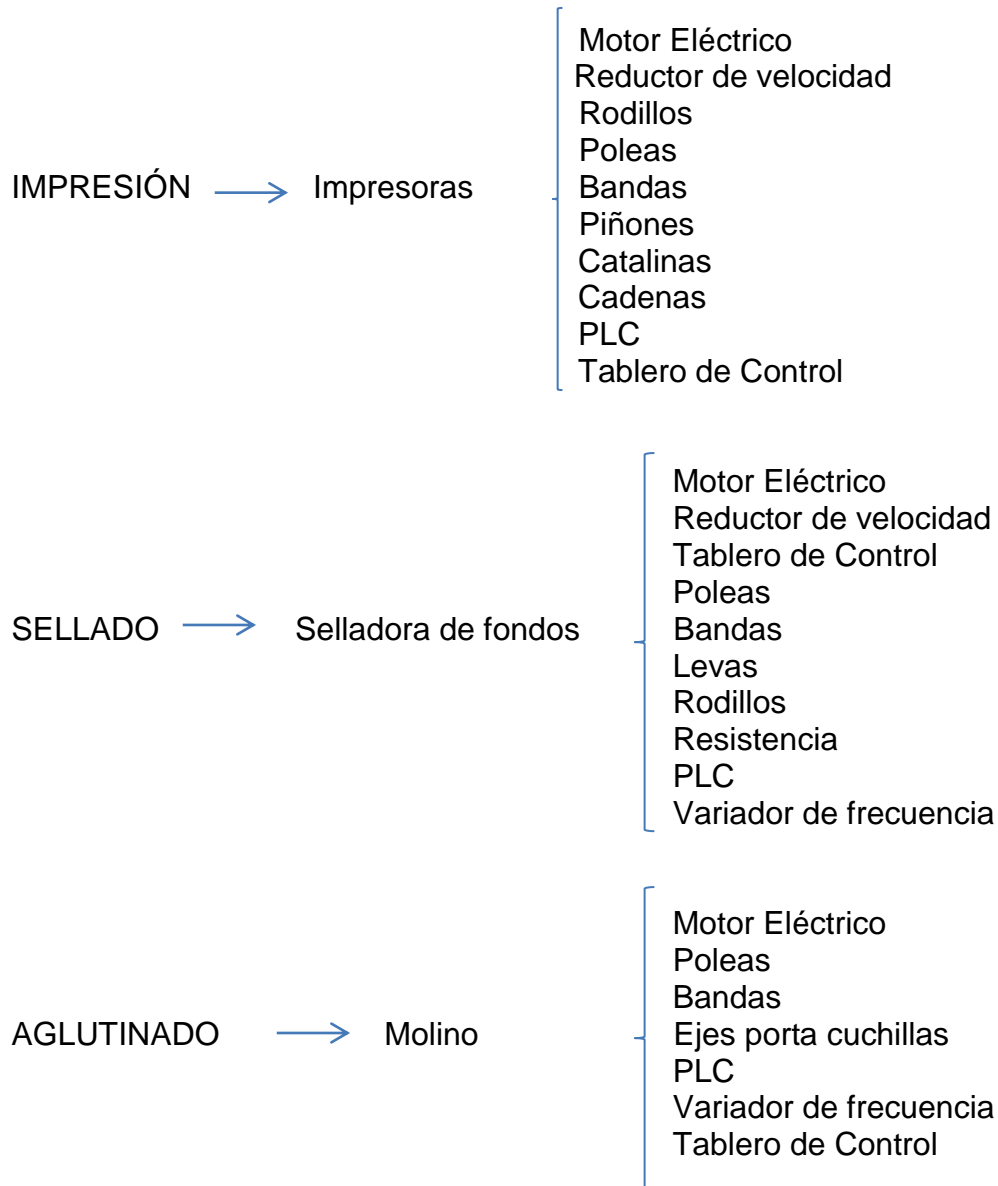 IMPRESIÓN
Impresoras
Motor Eléctrico
Reductor de velocidad
Rodillos
Poleas
Bandas
Piñones
Catalinas
Cadenas
PLC
Tablero de Control
SELLADO
Selladora de fondos
Motor Eléctrico
Reductor de velocidad
Tablero de Control
Poleas
Bandas
Levas
Rodillos
Resistencia
PLC
Variador de frecuencia
AGLUTINADO
Molino
Motor Eléctrico
Poleas
Bandas
Ejes porta cuchillas
PLC
Variador de frecuencia
Tablero de Control